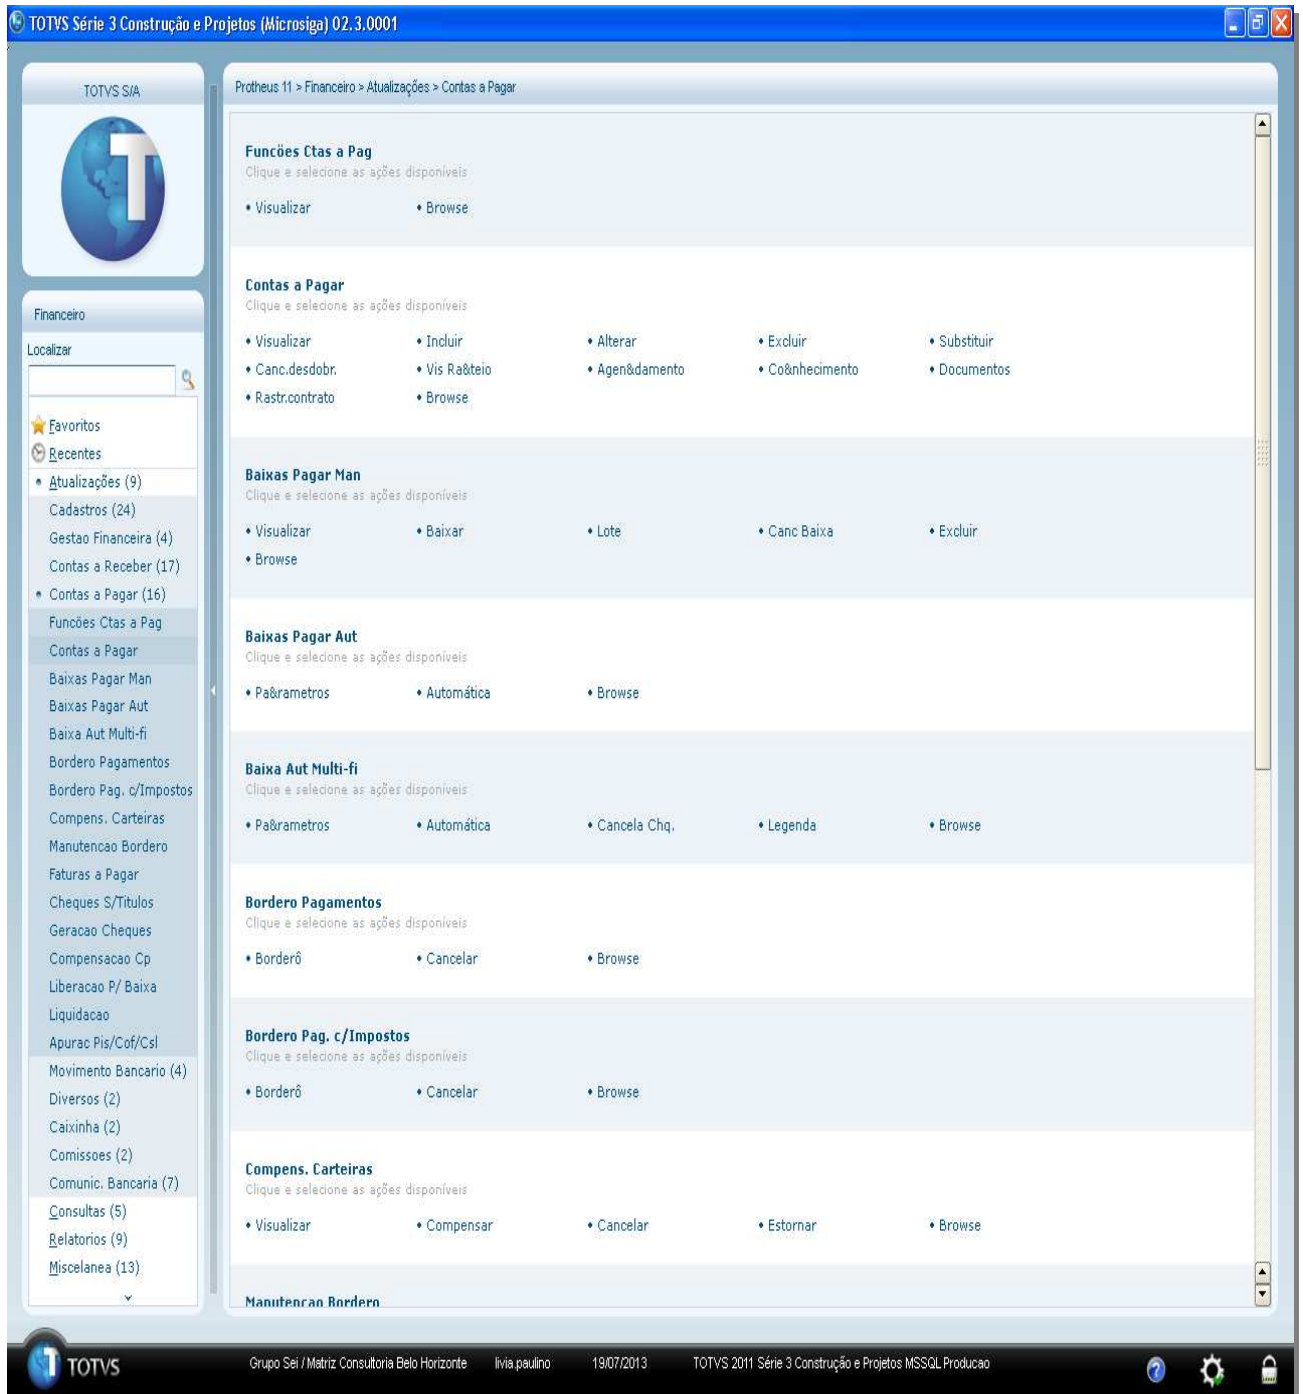 TOTVS Série 3 Construção e Projetos (Microsiga) 02.3.0001
TOTVS S/A
Financeiro
Localizar
Favoritos
Recentes
• Atualizações (9)
Cadastros (24)
Gestao Financeira (4)
Contas a Receber (17)
• Contas a Pagar (16)
Funcões Ctas a Pag
Contas a Pagar
Baixas Pagar Man
Baixas Pagar Aut
Baixa Aut Multi-fi
Bordero Pagamentos
Bordero Pag. c/Impostos
Compens. Carteiras
Manutencao Bordero
Faturas a Pagar
Cheques S/Titulos
Geracao Cheques
Compensacao Cp
Liberacao P/ Baixa
Liquidacao
Apurac Pis/Cof/Csl
Movimento Bancario (4)
Diversos (2)
Caixinha (2)
Comissoes (2)
Comunic. Bancaria (7)
Consultas (5)
Relatorios (9)
Miscelanea (13)
Protheus 11 > Financeiro > Atualizações > Contas a Pagar
Funcões Ctas a Pag
Clique e selecione as ações disponíveis
• Visualizar • Browse
Contas a Pagar
Clique e selecione as ações disponíveis
• Visualizar • Incluir • Alterar • Excluir • Substituir
• Canc.desdobr. • Vis Ra&teio • Agen&damento • Co&nhecimento • Documentos
• Rastr.contrato • Browse
Baixas Pagar Man
Clique e selecione as ações disponíveis
• Visualizar • Baixar • Lote • Canc Baixa • Excluir
• Browse
Baixas Pagar Aut
Clique e selecione as ações disponíveis
• Pa&rametros • Automática • Browse
Baixa Aut Multi-fi
Clique e selecione as ações disponíveis
• Pa&rametros • Automática • Cancela Chq. • Legenda • Browse
Bordero Pagamentos
Clique e selecione as ações disponíveis
• Borderô • Cancelar • Browse
Bordero Pag. c/Impostos
Clique e selecione as ações disponíveis
• Borderô • Cancelar • Browse
Compens. Carteiras
Clique e selecione as ações disponíveis
• Visualizar • Compensar • Cancelar • Estornar • Browse
Manutencao Bordero
TOTVS
Grupo Sei / Matriz Consultoria Belo Horizonte livia.paulino 19/07/2013 TOTVS 2011 Série 3 Construção e Projetos MSSQL Producao